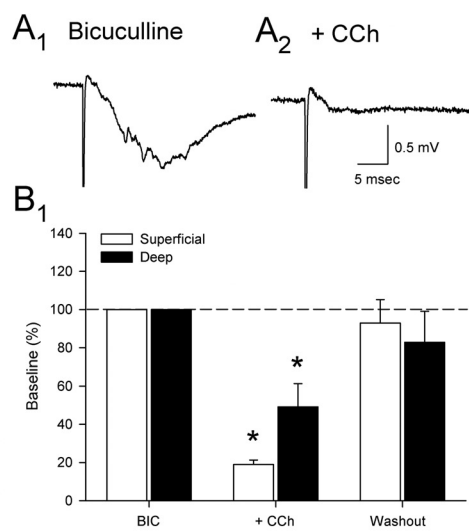 A1 Bicuculline
A2 + CCh
0.5 mV
5 msec
B1
Superficial
Deep
Baseline (%)
140
120
100
80
60
40
20
0
*
*
BIC
+ CCh
Washout